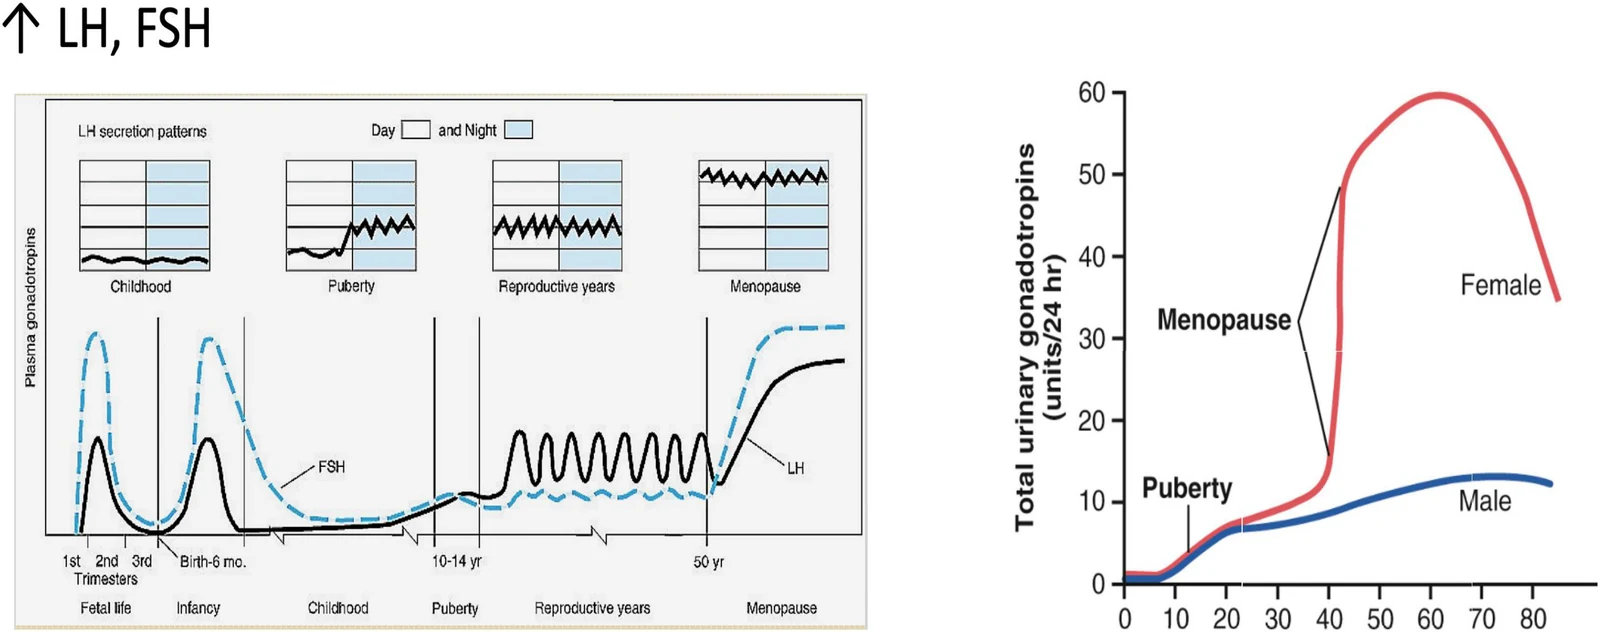 ↑ LH, FSH
LH secretion patterns
Day and Night
Childhood
Puberty
Reproductive years
Menopause
Plasma gonadotropins
FSH
LH
1st 2nd 3rd
Trimesters
Birth-6 mo.
10-14 yr
50 yr
Fetal life
Infancy
Childhood
Puberty
Reproductive years
Menopause
Total urinary gonadotropins
(units/24 hr)
60
50
40
30
20
10
0
Menopause
Puberty
Female
Male
0 10 20 30 40 50 60 70 80